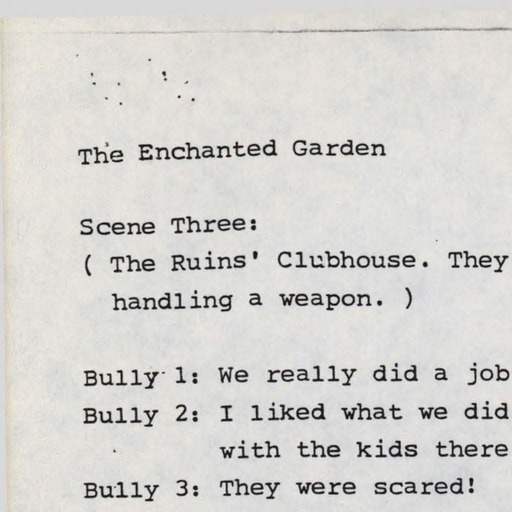 The Enchanted Garden
Scene Three:
( The Ruins' Clubhouse. They
handling a weapon. )
Bully 1: We really did a job
Bully 2: I liked what we did
with the kids there
Bully 3: They were scared!